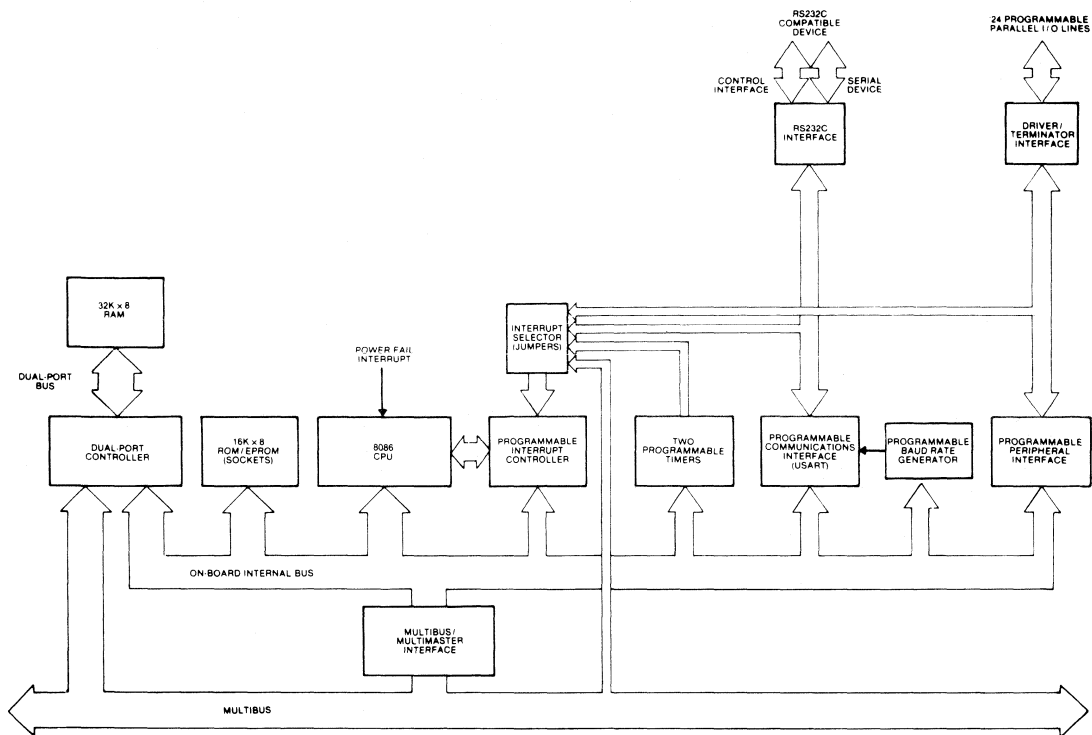 RS232C
COMPATIBLE
DEVICE
24 PROGRAMMABLE
PARALLEL I/O LINES
CONTROL
INTERFACE
SERIAL
DEVICE
RS232C
INTERFACE
DRIVER/
TERMINATOR
INTERFACE
32K x 8
RAM
INTERRUPT
SELECTOR
(JUMPERS)
POWER FAIL
INTERRUPT
DUAL-PORT
BUS
DUAL-PORT
CONTROLLER
16K x 8
ROM/EPROM
(SOCKETS)
8086
CPU
PROGRAMMABLE
INTERRUPT
CONTROLLER
TWO
PROGRAMMABLE
TIMERS
PROGRAMMABLE
COMMUNICATIONS
INTERFACE
(USART)
PROGRAMMABLE
BAUD RATE
GENERATOR
PROGRAMMABLE
PERIPHERAL
INTERFACE
ON-BOARD INTERNAL BUS
MULTIBUS/
MULTIMASTER
INTERFACE
MULTIBUS